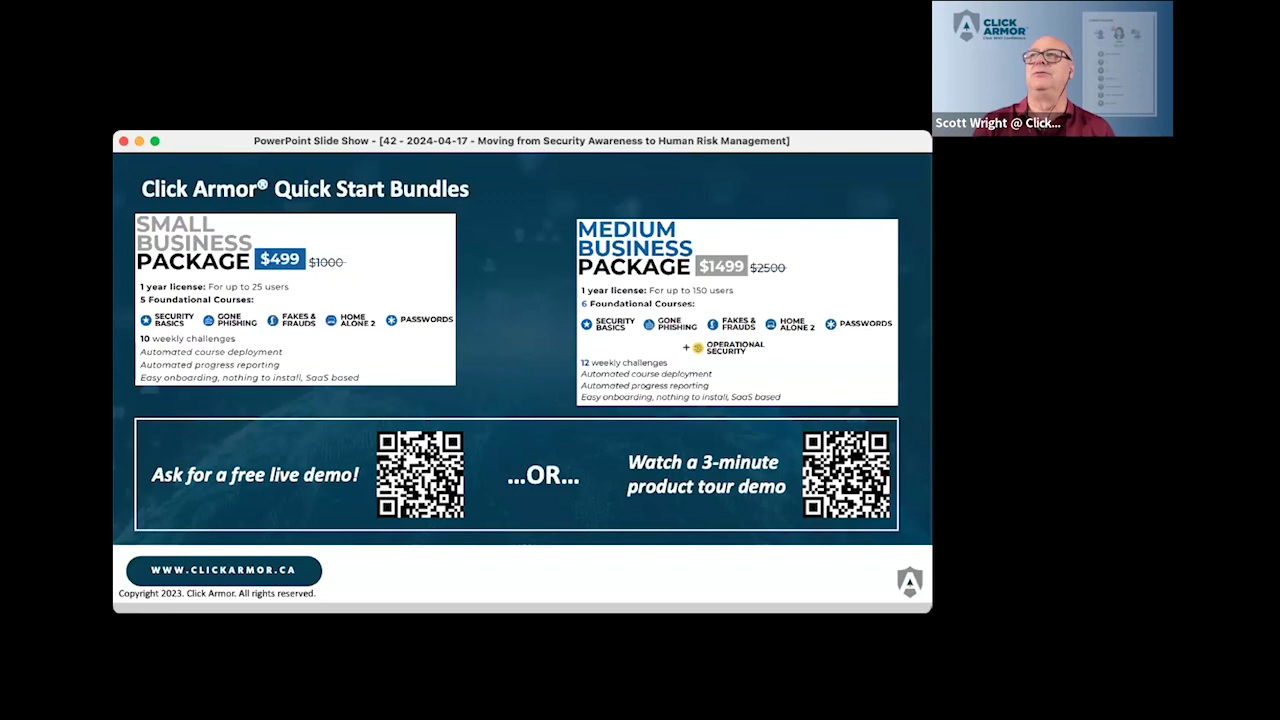 CLICK
ARMOR
Click With Confidence
Scott Wright @ Click...
PowerPoint Slide Show - [42 - 2024-04-17 - Moving from Security Awareness to Human Risk Management]
Click Armor® Quick Start Bundles
SMALL
BUSINESS
PACKAGE $499 $1000
1 year license: For up to 25 users
5 Foundational Courses:
SECURITY BASICS
GONE PHISHING
FAKES & FRAUDS
HOME ALONE 2
PASSWORDS
10 weekly challenges
Automated course deployment
Automated progress reporting
Easy onboarding, nothing to install, SaaS based
MEDIUM
BUSINESS
PACKAGE $1499 $2500
1 year license: For up to 150 users
6 Foundational Courses:
SECURITY BASICS
GONE PHISHING
FAKES & FRAUDS
HOME ALONE 2
PASSWORDS
+ OPERATIONAL SECURITY
12 weekly challenges
Automated course deployment
Automated progress reporting
Easy onboarding, nothing to install, SaaS based
Ask for a free live demo!
...OR...
Watch a 3-minute
product tour demo
WWW.CLICKARMOR.CA
Copyright 2023. Click Armor. All rights reserved.